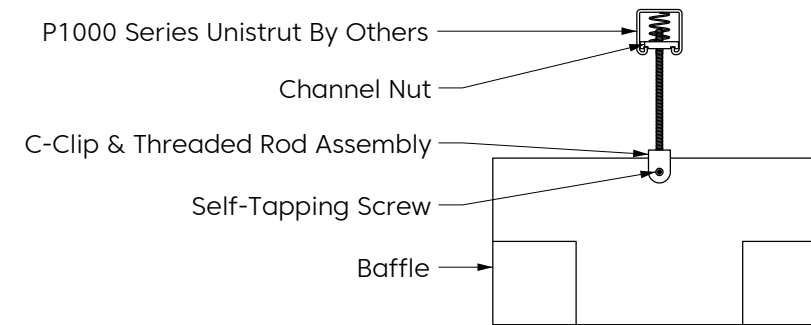 P1000 Series Unistrut By Others
Channel Nut
C-Clip & Threaded Rod Assembly
Self-Tapping Screw
Baffle